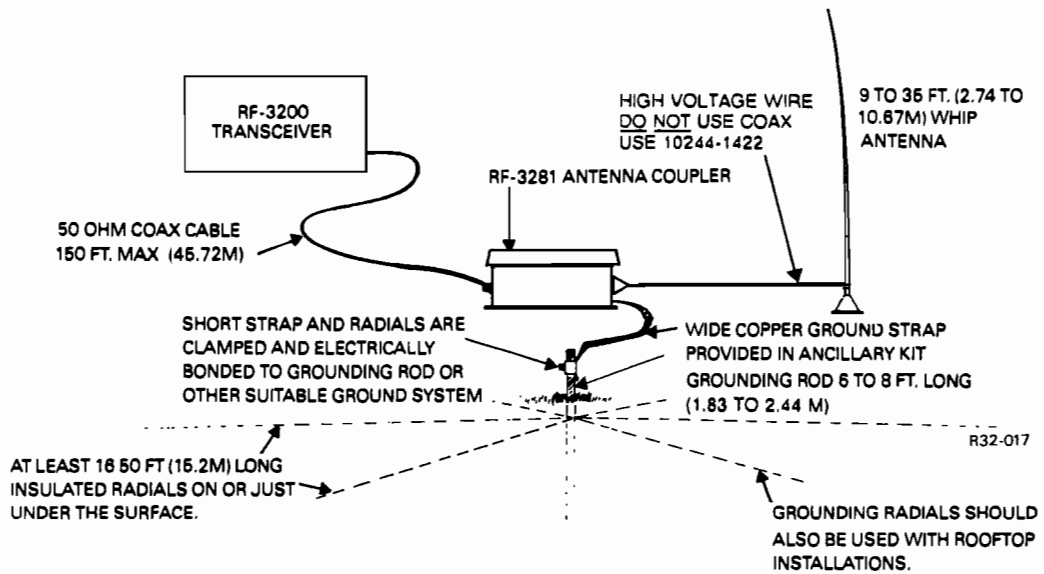 RF-3200
TRANSCEIVER
HIGH VOLTAGE WIRE
DO NOT USE COAX
USE 10244-1422
9 TO 35 FT. (2.74 TO
10.67M) WHIP
ANTENNA
RF-3281 ANTENNA COUPLER
50 OHM COAX CABLE
150 FT. MAX (45.72M)
SHORT STRAP AND RADIALS ARE
CLAMPED AND ELECTRICALLY
BONDED TO GROUNDING ROD OR
OTHER SUITABLE GROUND SYSTEM
WIDE COPPER GROUND STRAP
PROVIDED IN ANCILLARY KIT
GROUNDING ROD 6 TO 8 FT. LONG
(1.83 TO 2.44 M)
R32-017
AT LEAST 16 50 FT (15.2M) LONG
INSULATED RADIALS ON OR JUST
UNDER THE SURFACE.
GROUNDING RADIALS SHOULD
ALSO BE USED WITH ROOFTOP
INSTALLATIONS.